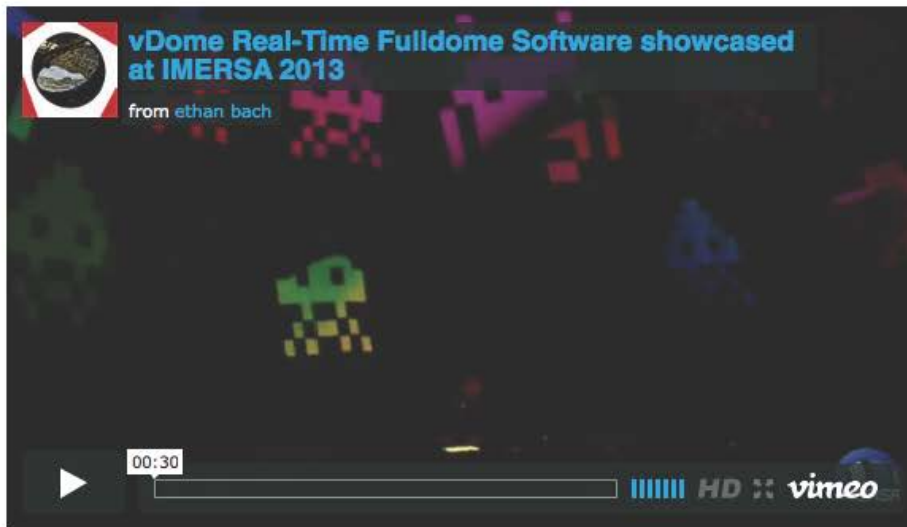 vDome Real-Time Fulldome Software showcased
at IMERSA 2013
from ethan bach
00:30
HD vimeo